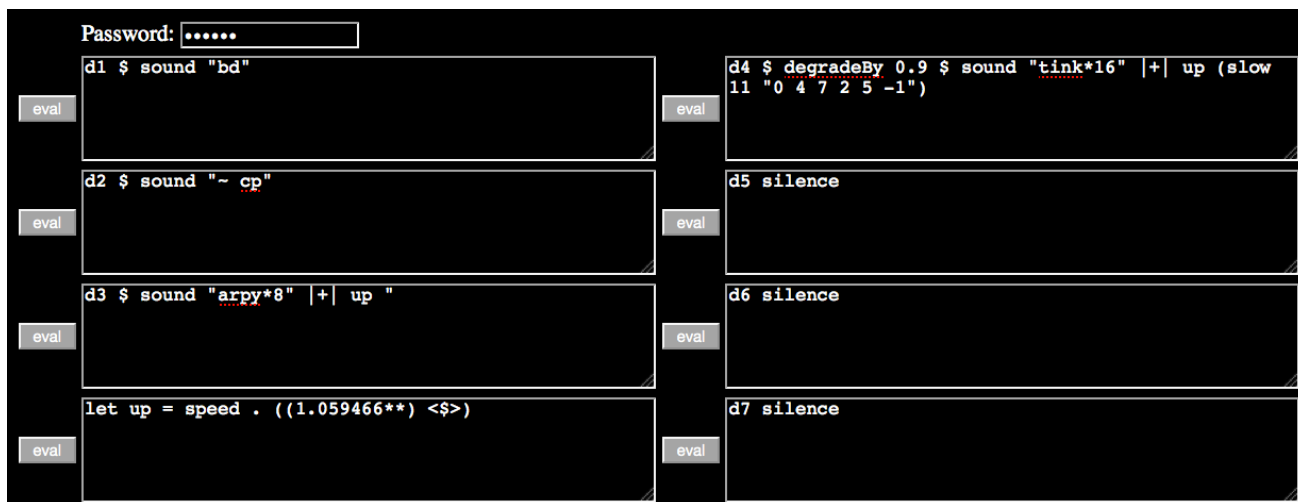 Password: ••••••
eval
d1 $ sound "bd"
eval
d4 $ degradeBy 0.9 $ sound "tink*16" |+| up (slow
11 "0 4 7 2 5 -1")
eval
d2 $ sound "~ cp"
eval
d5 silence
eval
d3 $ sound "arpy*8" |+| up "
eval
d6 silence
eval
let up = speed . ((1.059466**) <$>)
eval
d7 silence